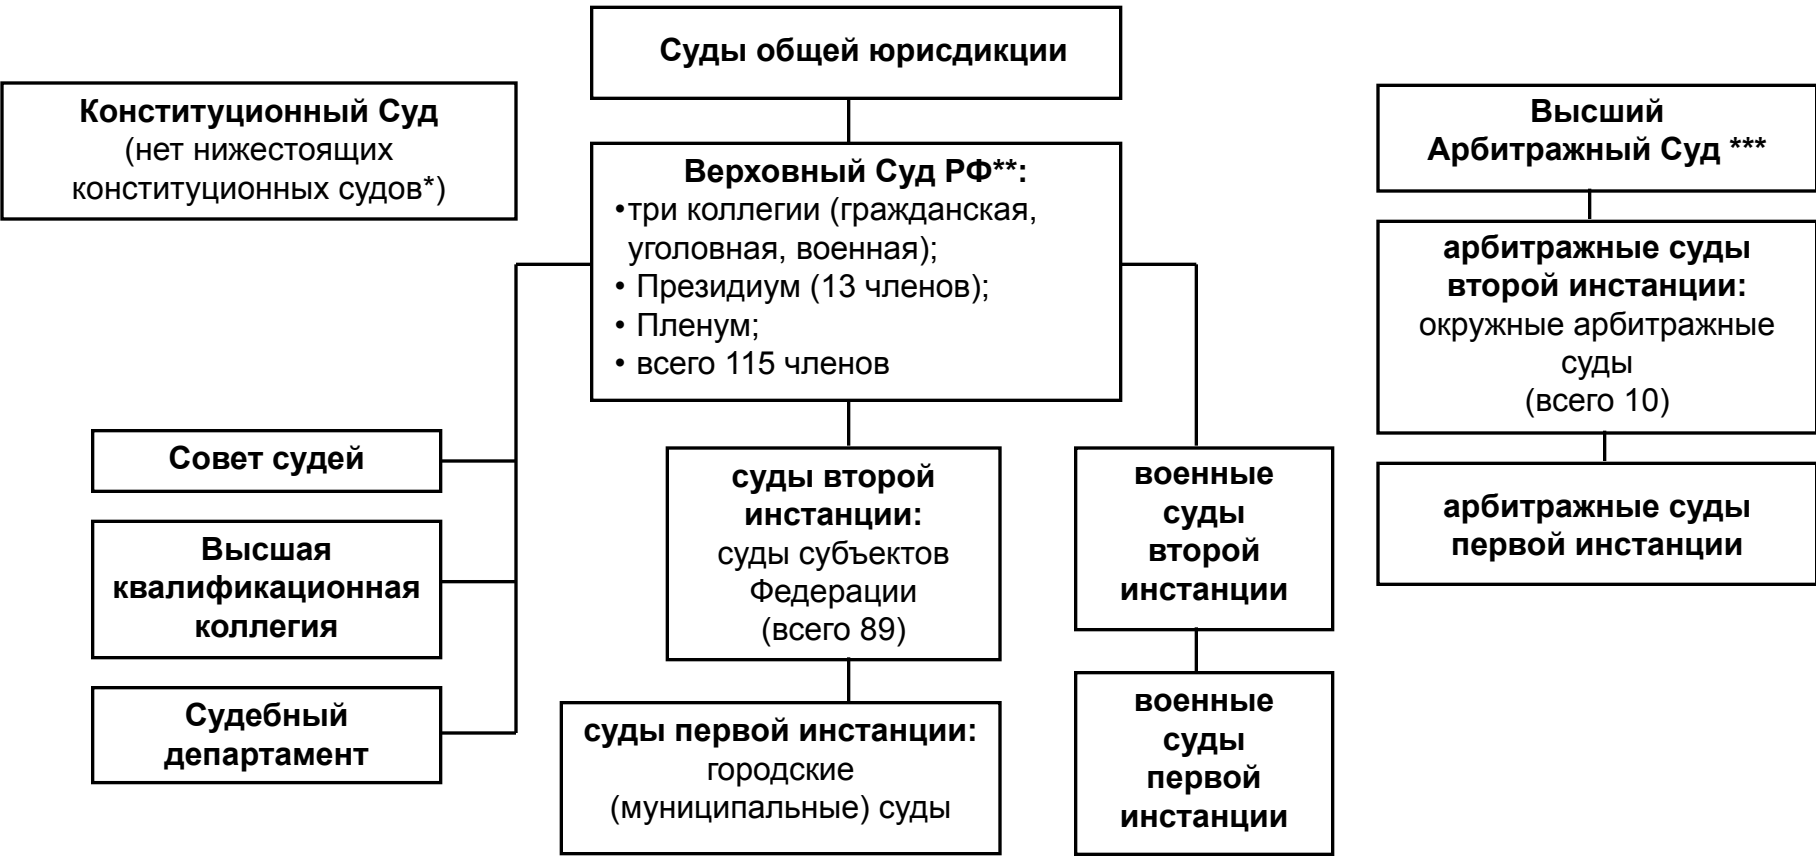 Суды общей юрисдикции
Конституционный Суд
(нет нижестоящих
конституционных судов*)
Верховный Суд РФ**:
•три коллегии (гражданская,
уголовная, военная);
• Президиум (13 членов);
• Пленум;
• всего 115 членов
Высший
Арбитражный Суд ***
арбитражные суды
второй инстанции:
окружные арбитражные
суды
(всего 10)
арбитражные суды
первой инстанции
Совет судей
Высшая
квалификационная
коллегия
Судебный
департамент
суды второй
инстанции:
суды субъектов
Федерации
(всего 89)
суды первой инстанции:
городские
(муниципальные) суды
военные
суды
второй
инстанции
военные
суды
первой
инстанции